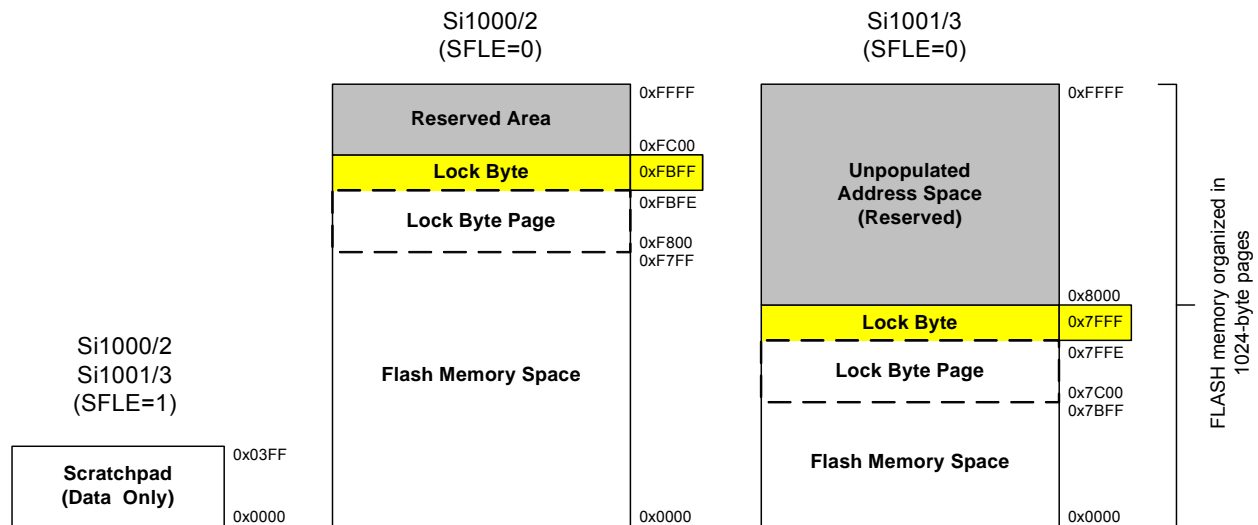 Si1000/2
(SFLE=0)
Si1001/3
(SFLE=0)
0xFFFF
Reserved Area
0xFC00
Lock Byte
0xFBFF
0xFBFE
Lock Byte Page
0xF800
0xF7FF
Flash Memory Space
0x0000
0xFFFF
Unpopulated
Address Space
(Reserved)
0x8000
Lock Byte
0x7FFF
0x7FFE
Lock Byte Page
0x7C00
0x7BFF
Flash Memory Space
0x0000
FLASH memory organized in
1024-byte pages
Si1000/2
Si1001/3
(SFLE=1)
0x03FF
Scratchpad
(Data Only)
0x0000